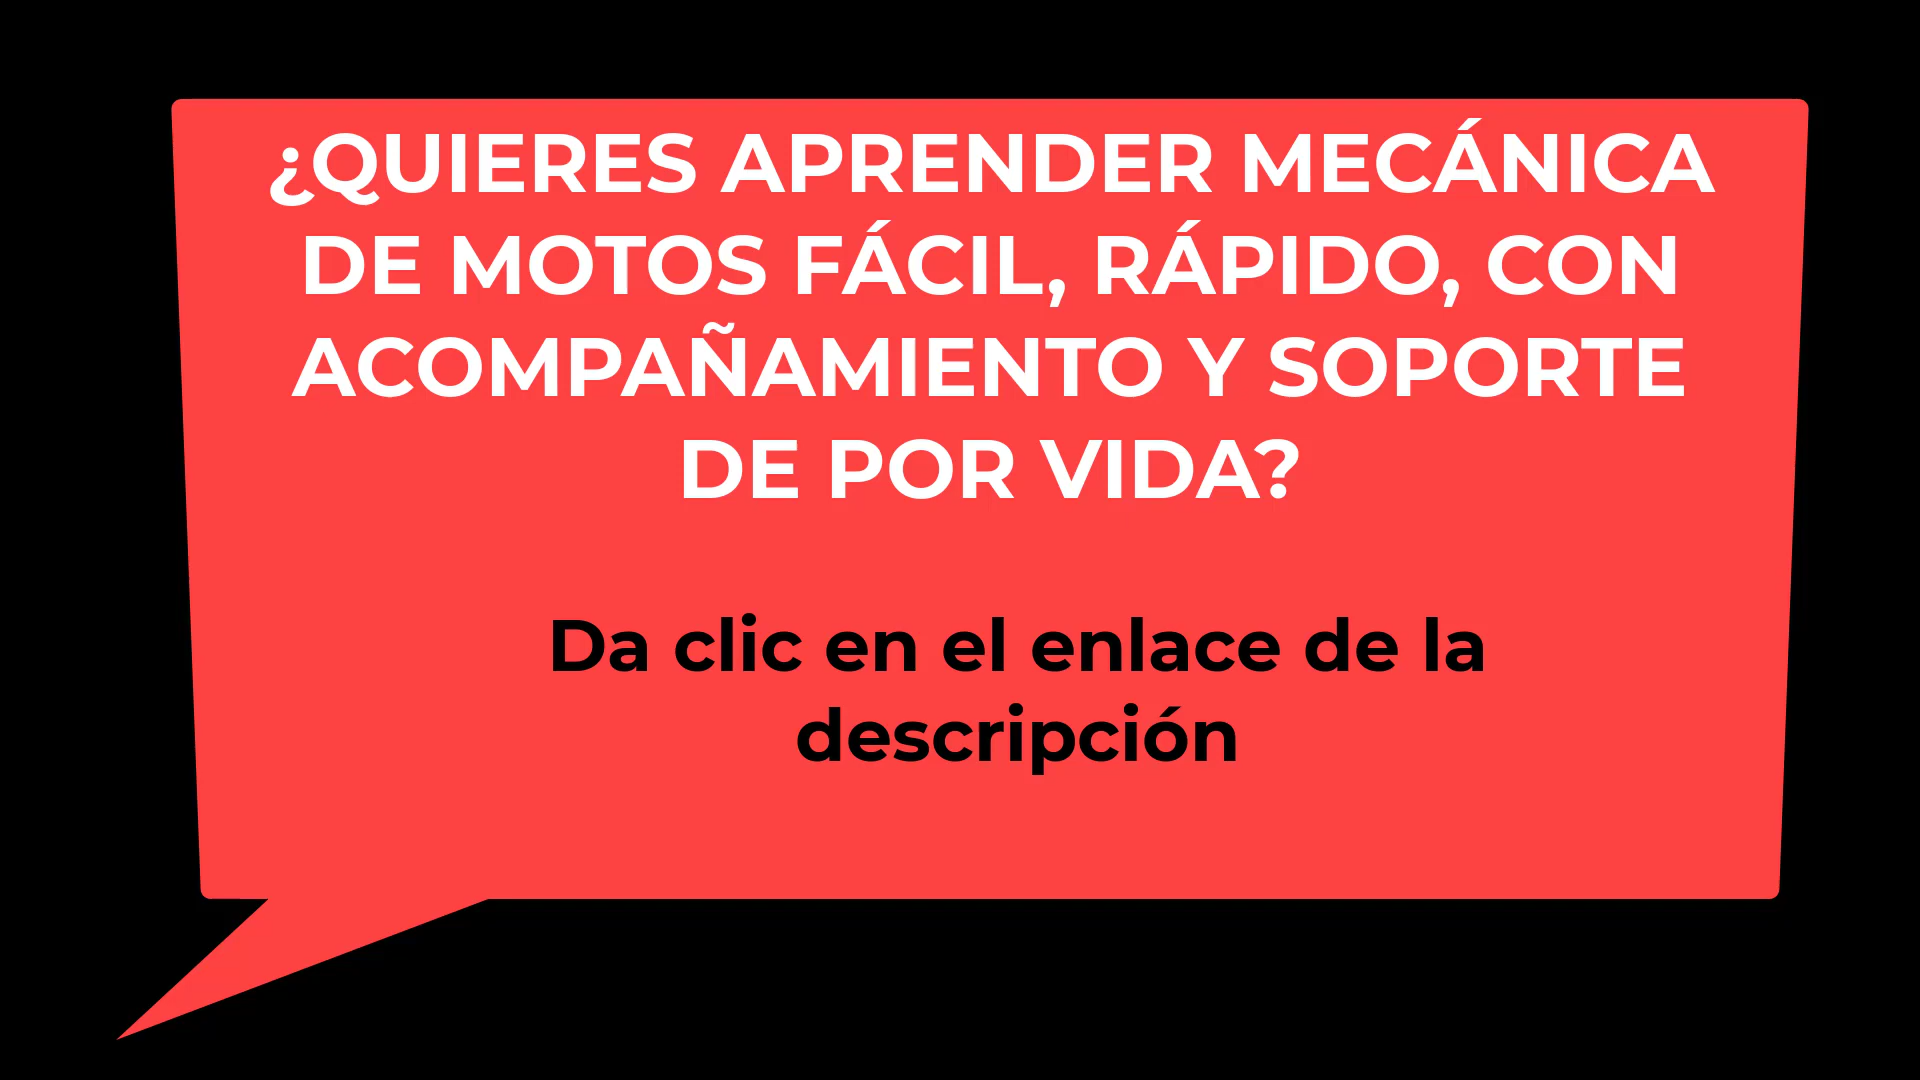 ¿QUIERES APRENDER MECÁNICA
DE MOTOS FÁCIL, RÁPIDO, CON
ACOMPAÑAMIENTO Y SOPORTE
DE POR VIDA?
Da clic en el enlace de la
descripción